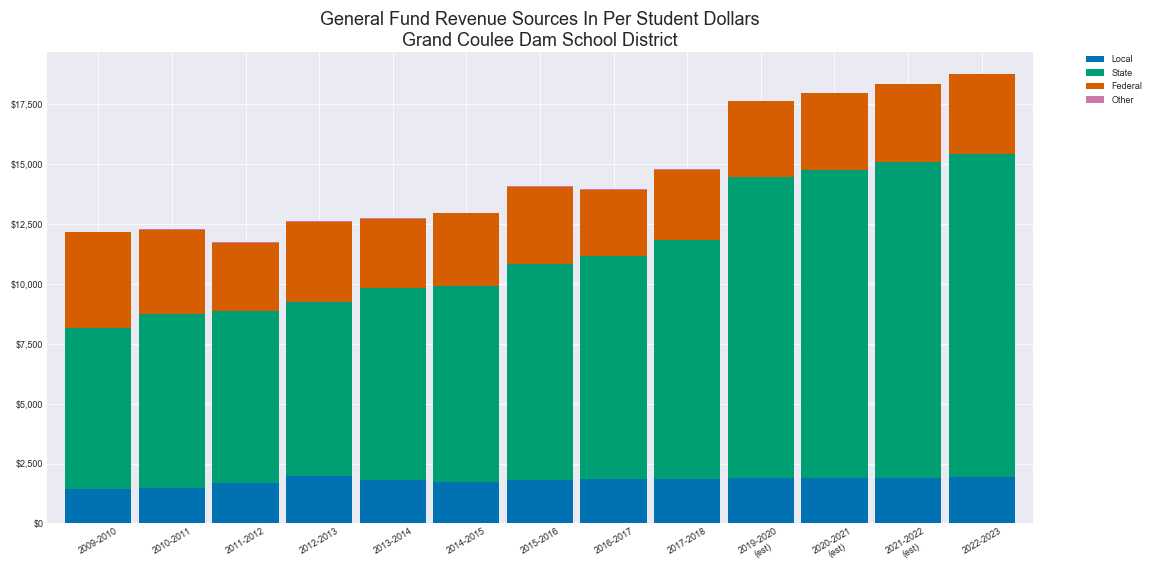 General Fund Revenue Sources In Per Student Dollars
Grand Coulee Dam School District
Local
State
Federal
Other
$17,500
$15,000
$12,500
$10,000
$7,500
$5,000
$2,500
$0
2009-2010
2010-2011
2011-2012
2012-2013
2013-2014
2014-2015
2015-2016
2016-2017
2017-2018
2019-2020
(est)
2020-2021
(est)
2021-2022
(est)
2022-2023